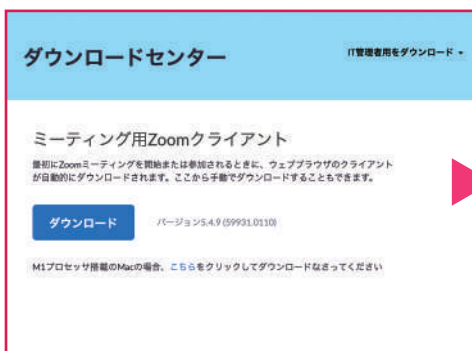 ダウンロードセンター
IT管理者用をダウンロード
ミーティング用Zoomクライアント
最初にZoomミーティングを開始または参加されるときに、ウェブブラウザのクライアント
が自動的にダウンロードされます。ここから手動でダウンロードすることもできます。
ダウンロード
バージョン5.4.9 (59931.0110)
M1プロセッサ搭載のMacの場合、こちらをクリックしてダウンロードなさってください